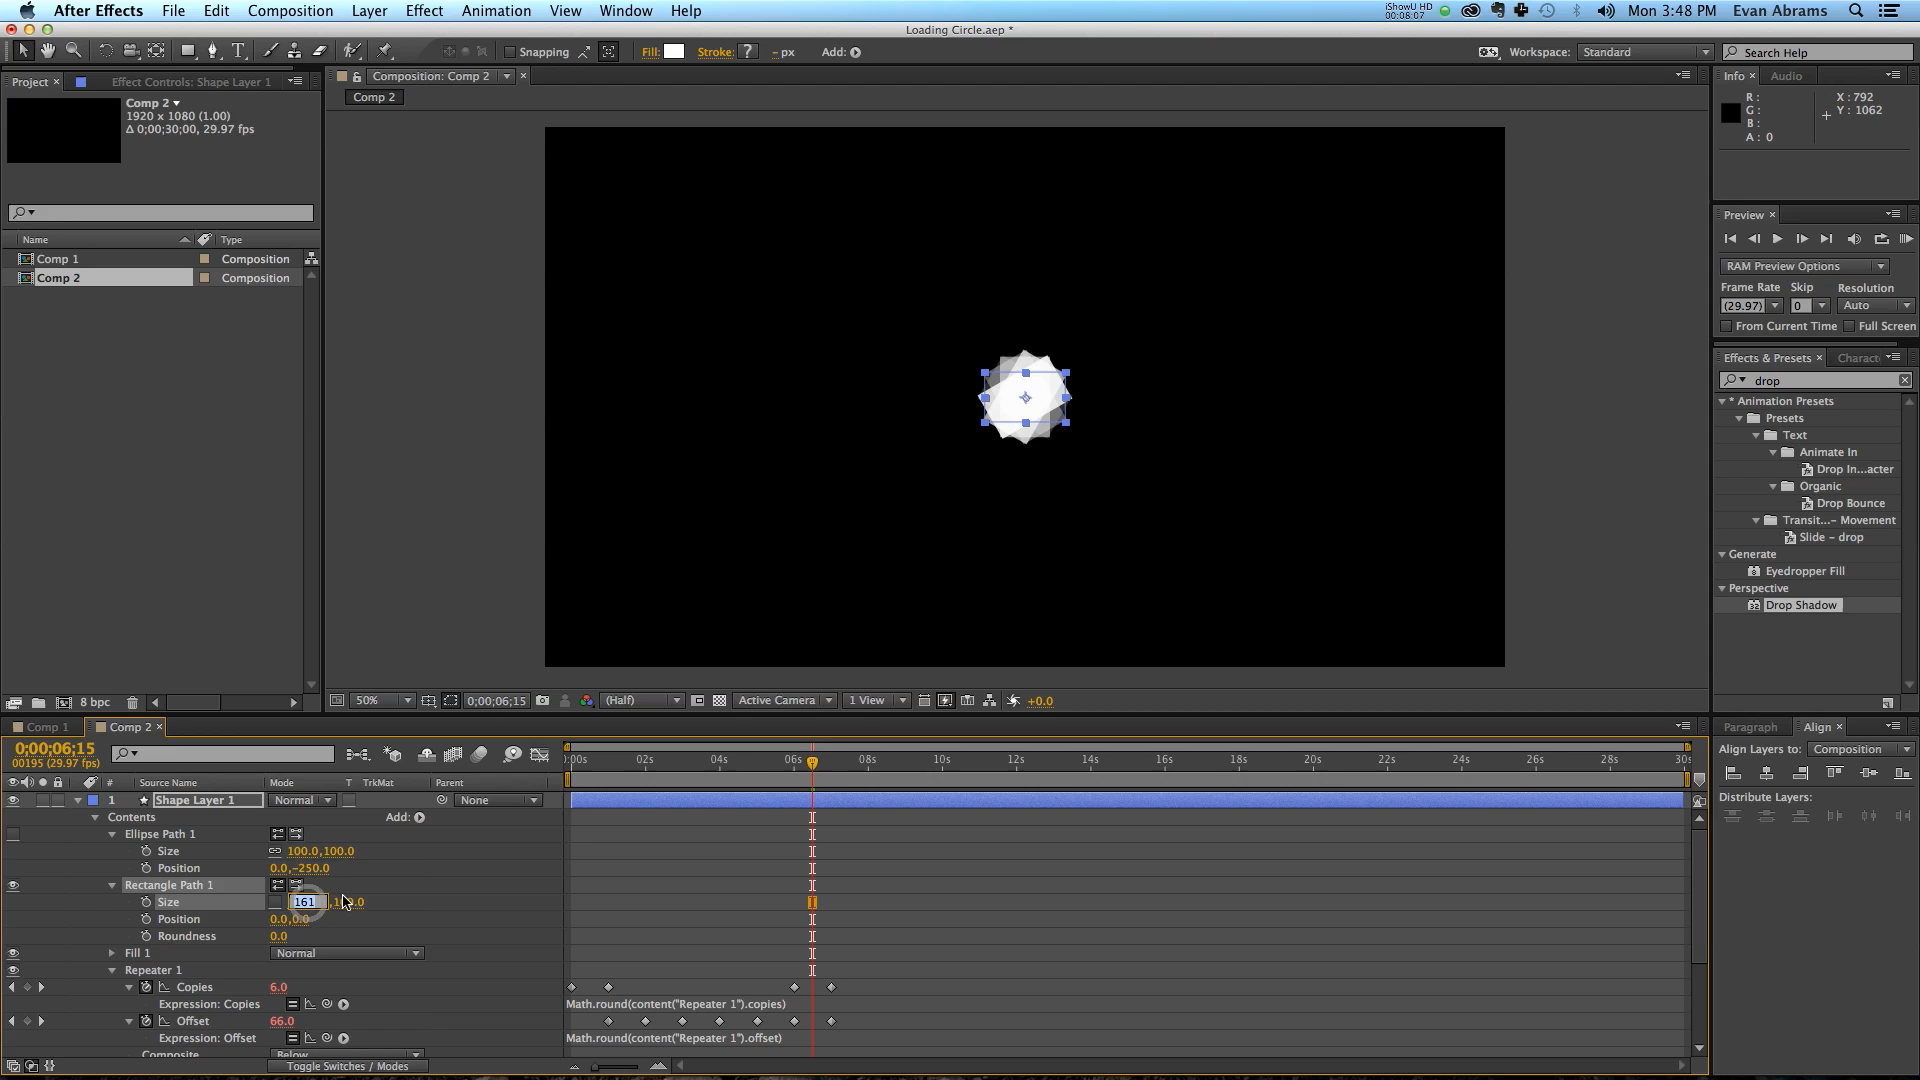 After Effects File Edit Composition Layer Effect Animation View Window Help iShowU HD 00:08:07 Mon 3:48 PM Evan Abrams
Loading Circle.aep *
Snapping Fill: Stroke: ? - px Add: Workspace: Standard Search Help
Project × Effect Controls: Shape Layer 1
Comp 2
1920 x 1080 (1.00)
Δ 0;00;30;00, 29.97 fps
Name Type
Comp 1 Composition
Comp 2 Composition
8 bpc
Composition: Comp 2 ×
Comp 2
50% 0;00;06;15 (Half) Active Camera 1 View +0.0
Info × Audio
R :
G :
B :
A : 0
X : 792
Y : 1062
Preview ×
RAM Preview Options
Frame Rate Skip Resolution
(29.97) 0 Auto
From Current Time Full Screen
Effects & Presets × Charact
drop
* Animation Presets
Presets
Text
Animate In
Drop In...acter
Organic
Drop Bounce
Transit...- Movement
Slide – drop
Generate
8 Eyedropper Fill
Perspective
32 Drop Shadow
Paragraph Align ×
Align Layers to: Composition
Distribute Layers:
Comp 1 Comp 2 ×
0;00;06;15
00195 (29.97 fps)
# Source Name Mode T TrkMat Parent
:00s 02s 04s 06s 08s 10s 12s 14s 16s 18s 20s 22s 24s 26s 28s 30s
1 Shape Layer 1 Normal None
Contents Add:
Ellipse Path 1
Size 100.0,100.0
Position 0.0,-250.0
Rectangle Path 1
Size 161
Position 0.0,0.0
Roundness 0.0
Fill 1 Normal
Repeater 1
Copies 6.0
Expression: Copies Math.round(content("Repeater 1").copies)
Offset 66.0
Expression: Offset Math.round(content("Repeater 1").offset)
Composite Below
Toggle Switches / Modes